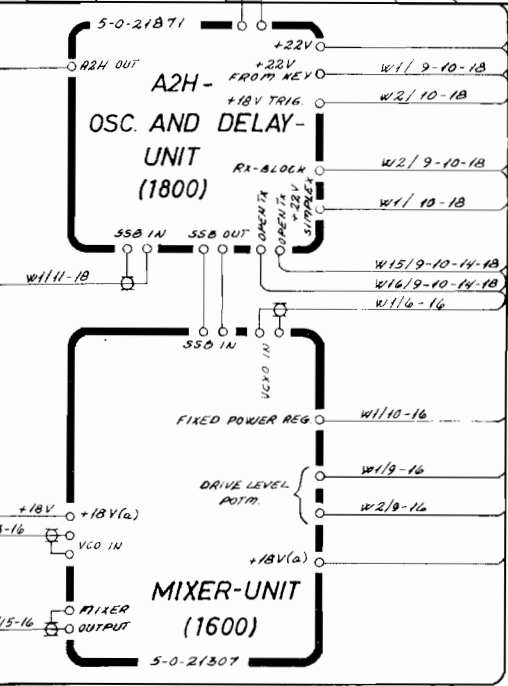 5-0-21871
+22V
A2H OUT
+22V
FROM KEY
W1/9-10-18
A2H-
+18V TRIG.
W2/10-18
OSC. AND DELAY-
UNIT
RX-BLOCK
W2/9-10-18
(1800)
W1/10-18
SSB IN
SSB OUT
OPEN TX
OPEN TX
+22V
SIMPLEX
W15/9-10-14-18
W1/11-18
W16/9-10-14-18
W1/6-16
SSB IN
VCXO IN
FIXED POWER REG.
W1/10-16
W1/9-16
DRIVE LEVEL
POTM.
W2/9-16
+18V
+18V(a)
-16
VCO IN
+18V(a)
MIXER-UNIT
MIXER
(1600)
15-16
OUTPUT
5-0-21307